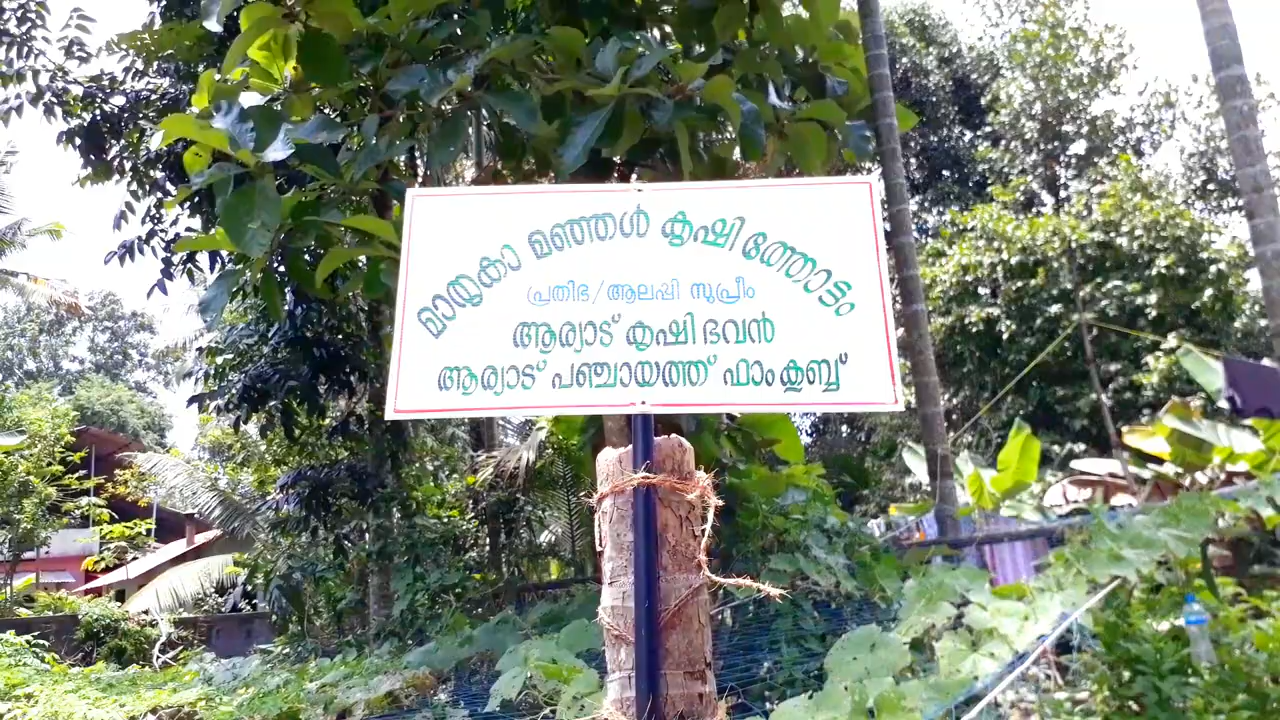 മാതൃകാ മഞ്ഞൾ കൃഷി ത്തോട്ടം
പ്രതിഭ/ആലപ്പി സുപ്രീം
ആര്യാട് കൃഷി ഭവൻ
ആര്യാട് പഞ്ചായത്ത് ഫാം ക്ലബ്ബ്